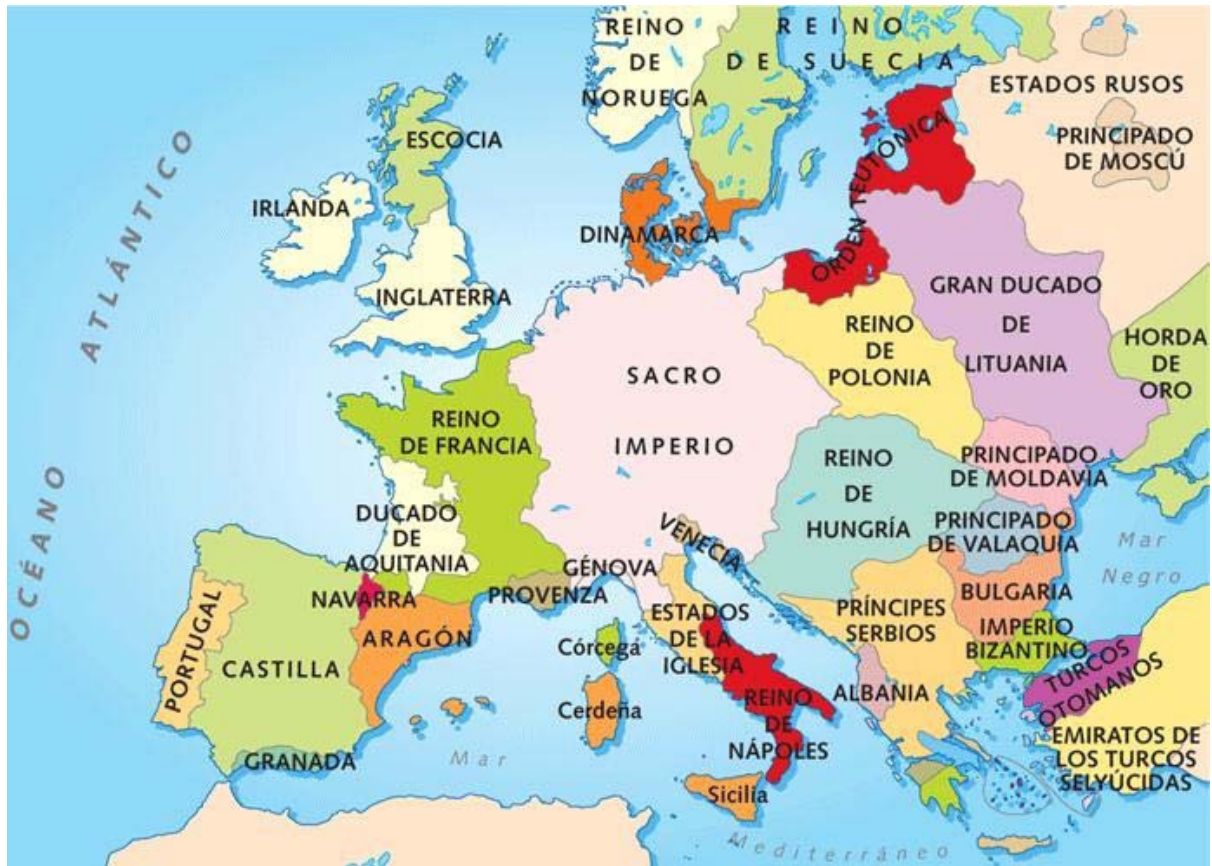 REINO
DE
NORUEGA
REINO
DE SUECIA
ESTADOS RUSOS
PRINCIPADO
DE MOSCÚ
ESCOCIA
IRLANDA
INGLATERRA
DINAMARCA
ORDEN TEUTÓNICA
OCÉANO ATLÁNTICO
GRAN DUCADO
DE
LITUANIA
HORDA
DE
ORO
REINO
DE
POLONIA
SACRO
IMPERIO
REINO
DE FRANCIA
DUCADO
DE
AQUITANIA
REINO
DE
HUNGRÍA
PRINCIPADO
DE MOLDAVIA
PRINCIPADO
DE VALAQUIA
Mar
Negro
VENECIA
GÉNOVA
PROVENZA
NAVARRA
ARAGÓN
PORTUGAL
CASTILLA
GRANADA
Córcega
Cerdeña
ESTADOS
DE LA
IGLESIA
REINO
DE
NÁPOLES
Sicilia
PRÍNCIPES
SERBIOS
BULGARIA
IMPERIO
BIZANTINO
ALBANIA
TURCOS
OTOMANOS
EMIRATOS DE
LOS TURCOS
SELYÚCIDAS
Mar
Mediterráneo